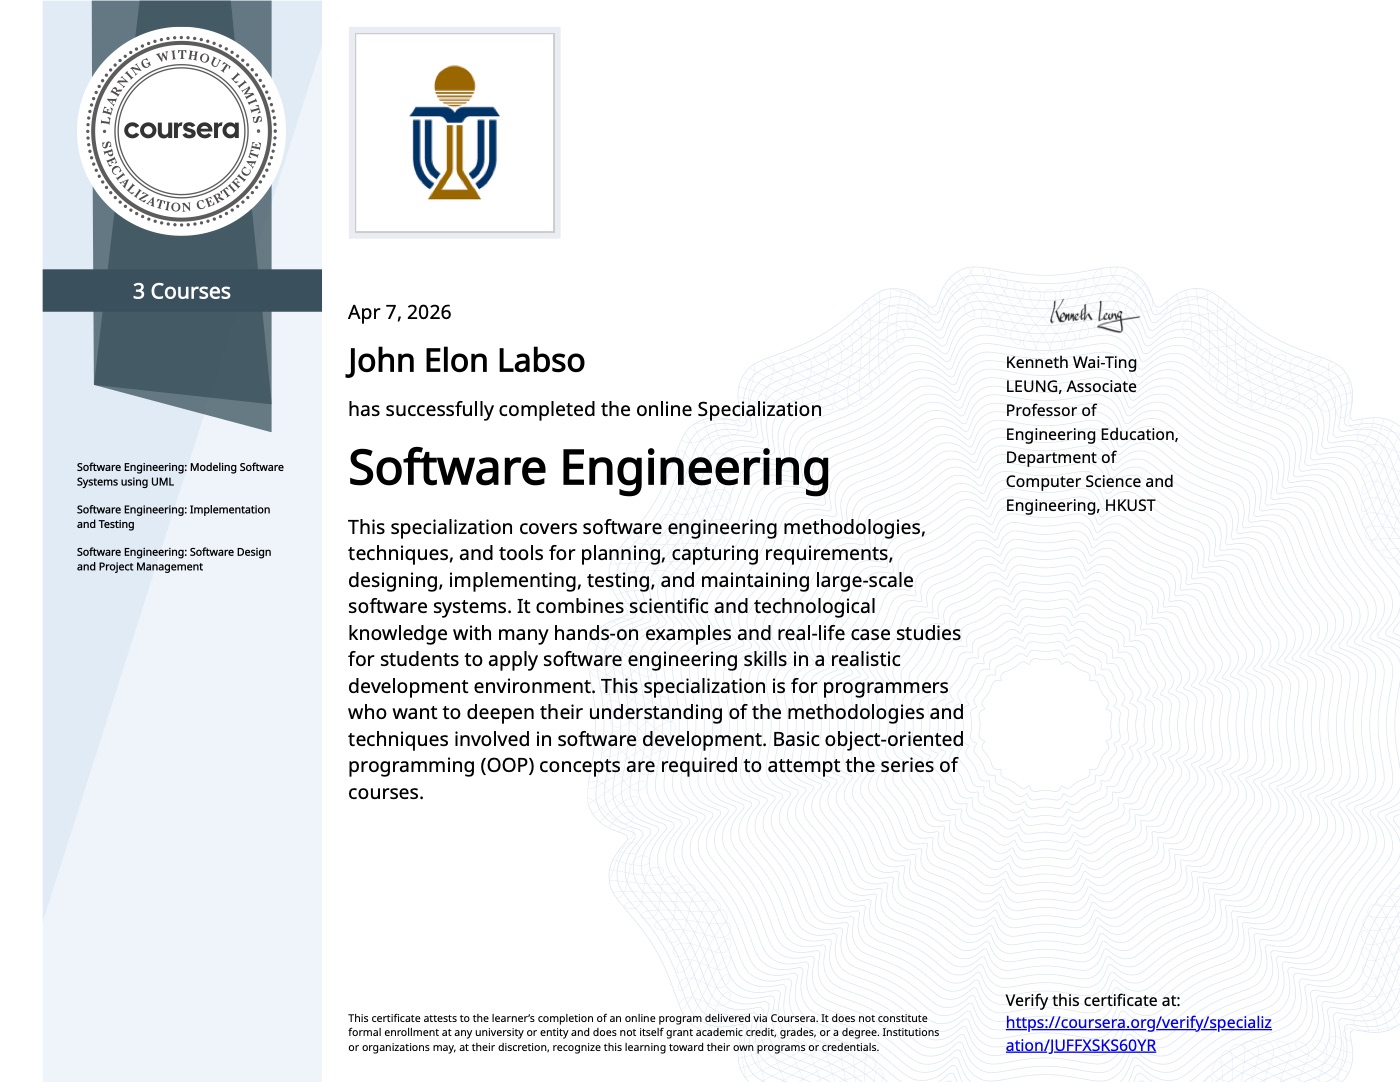 LEARNING WITHOUT LIMITS
coursera
SPECIALIZATION CERTIFICATE
3 Courses
Software Engineering: Modeling Software
Systems using UML
Software Engineering: Implementation
and Testing
Software Engineering: Software Design
and Project Management
Apr 7, 2026
John Elon Labso
has successfully completed the online Specialization
Software Engineering
This specialization covers software engineering methodologies,
techniques, and tools for planning, capturing requirements,
designing, implementing, testing, and maintaining large-scale
software systems. It combines scientific and technological
knowledge with many hands-on examples and real-life case studies
for students to apply software engineering skills in a realistic
development environment. This specialization is for programmers
who want to deepen their understanding of the methodologies and
techniques involved in software development. Basic object-oriented
programming (OOP) concepts are required to attempt the series of
courses.
Kenneth Leung
Kenneth Wai-Ting
LEUNG, Associate
Professor of
Engineering Education,
Department of
Computer Science and
Engineering, HKUST
This certificate attests to the learner’s completion of an online program delivered via Coursera. It does not constitute
formal enrollment at any university or entity and does not itself grant academic credit, grades, or a degree. Institutions
or organizations may, at their discretion, recognize this learning toward their own programs or credentials.
Verify this certificate at:
https://coursera.org/verify/specializ
ation/JUFFXSKS60YR